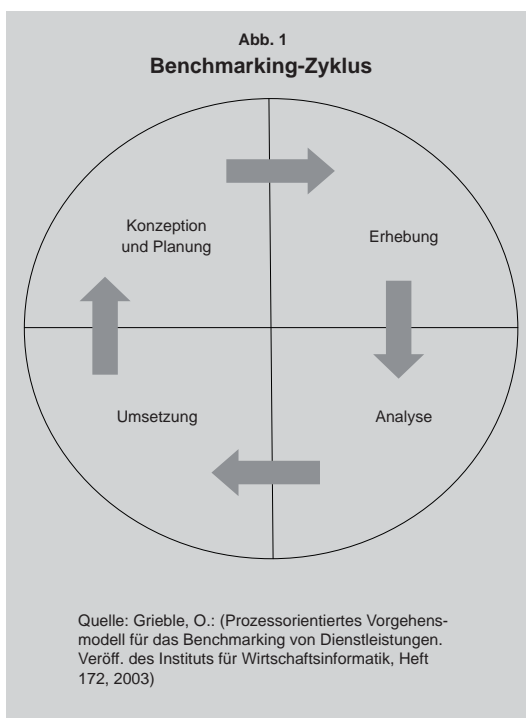 Abb. 1
Benchmarking-Zyklus
Konzeption
und Planung
Erhebung
Umsetzung
Analyse
Quelle: Grieble, O.: (Prozessorientiertes Vorgehens-
modell für das Benchmarking von Dienstleistungen.
Veröff. des Instituts für Wirtschaftsinformatik, Heft
172, 2003)